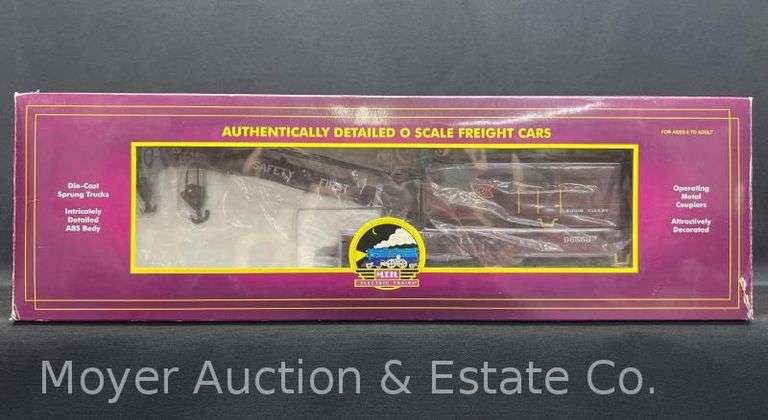 AUTHENTICALLY DETAILED O SCALE FREIGHT CARS
FOR AGES 8 TO ADULT
SAFETY FIRST
Die-Cast
Sprung Trucks
Intricately
Detailed
ABS Body
Operating
Metal
Couplers
Attractively
Decorated
VALLEY
M.T.H.
ELECTRIC TRAINS
Moyer Auction & Estate Co.